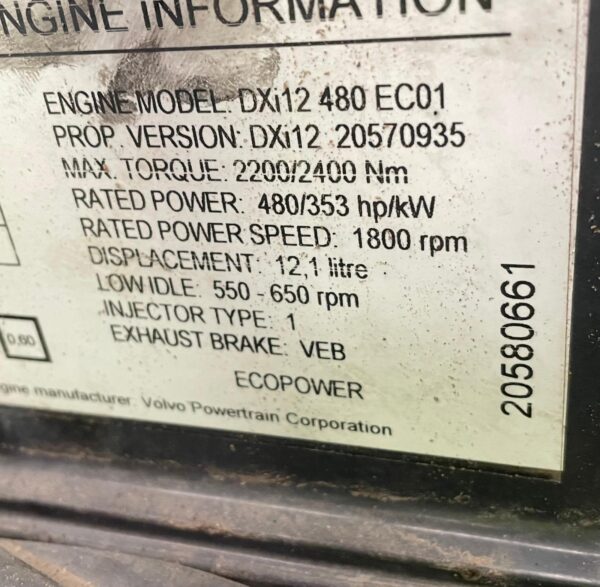 ENGINE INFORMATION
ENGINE MODEL: DXi12 480 EC01
PROP. VERSION: DXi12 20570935
MAX. TORQUE: 2200/2400 Nm
RATED POWER: 480/353 hp/kW
RATED POWER SPEED: 1800 rpm
DISPLACEMENT: 12,1 litre
LOW IDLE: 550 - 650 rpm
INJECTOR TYPE: 1
EXHAUST BRAKE: VEB
0,60
ECOPOWER
gine manufacturer: Volvo Powertrain Corporation
20580661